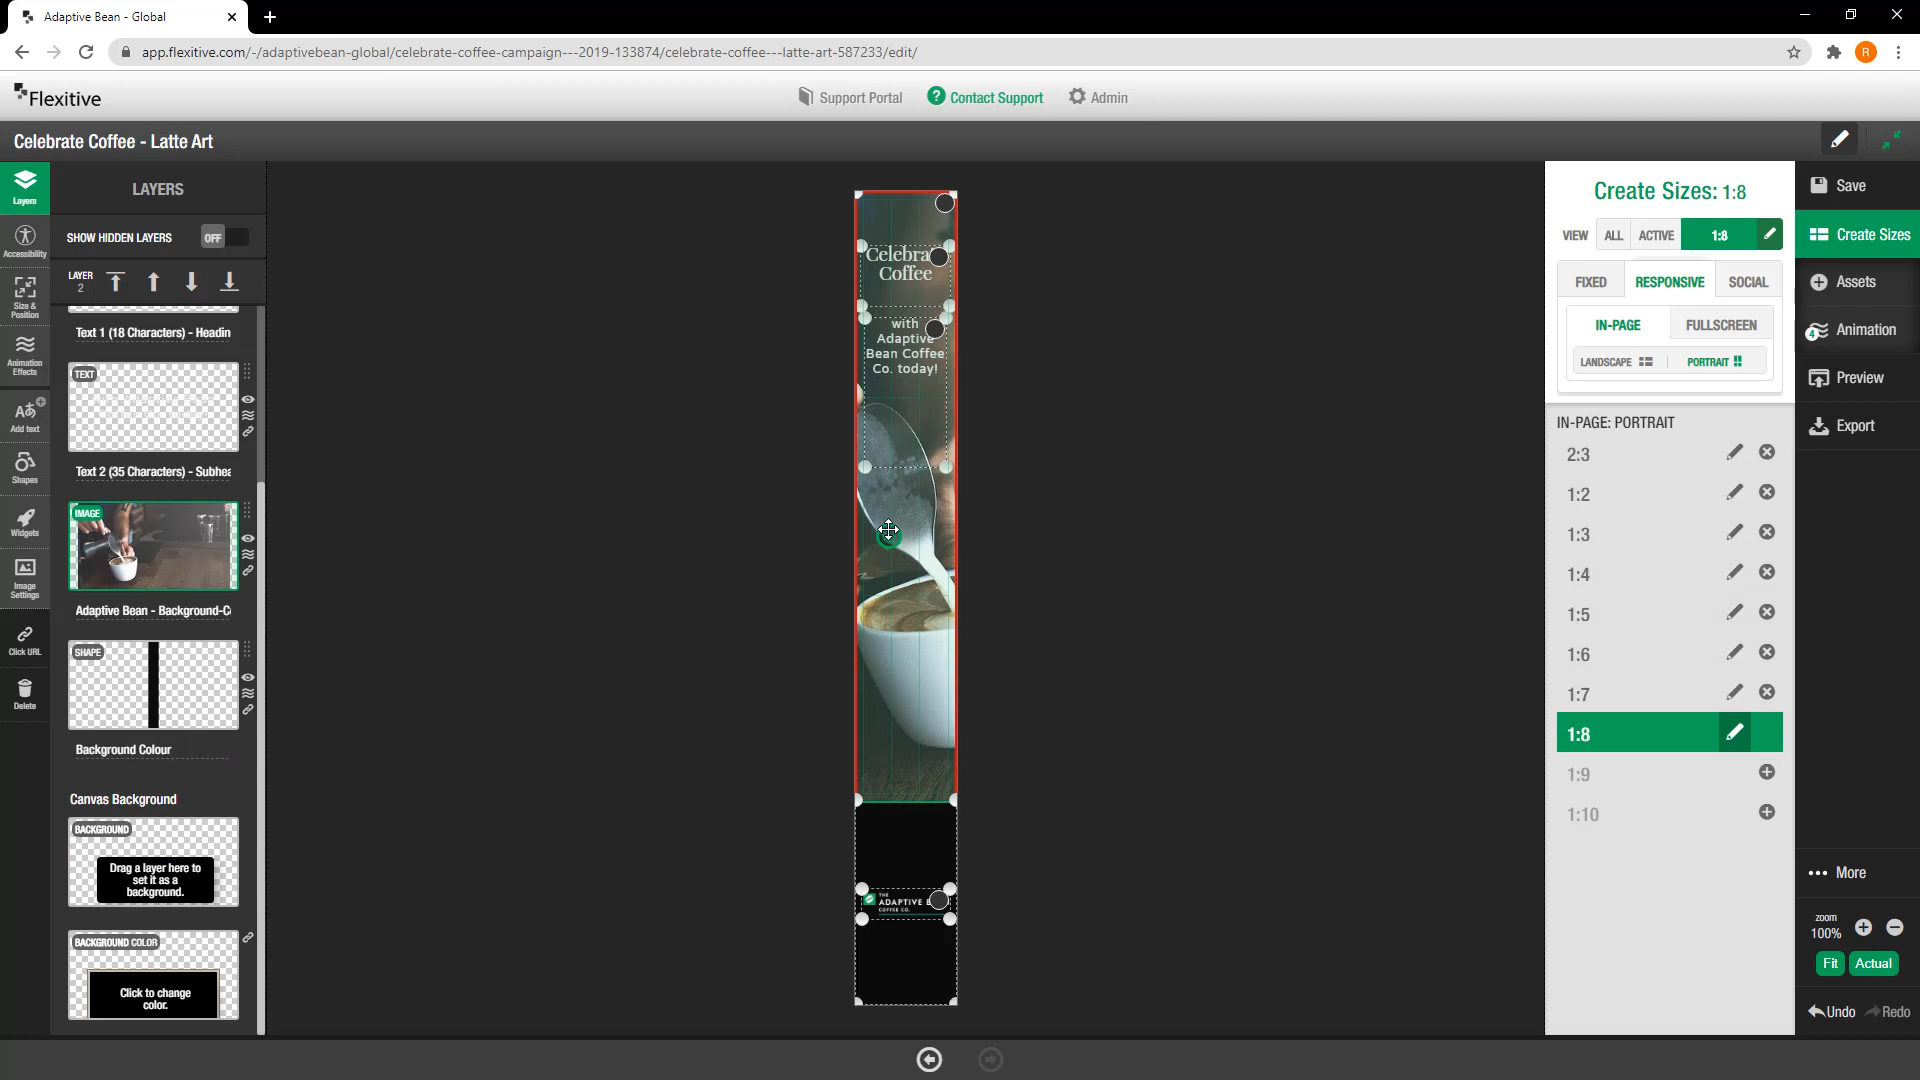 Adaptive Bean - Global
app.flexitive.com/-/adaptivebean-global/celebrate-coffee-campaign---2019-133874/celebrate-coffee---latte-art-587233/edit/
R
Flexitive
Support Portal
? Contact Support
Admin
Celebrate Coffee - Latte Art
Layers
Accessibility
Size &
Position
Animation
Effects
Add text
Shapes
Widgets
Image
Settings
Click URL
Delete
LAYERS
SHOW HIDDEN LAYERS OFF
LAYER
2
Text 1 (18 Characters) - Headin
TEXT
Text 2 (35 Characters) - Subhea
IMAGE
Adaptive Bean - Background-C
SHAPE
Background Colour
Canvas Background
BACKGROUND
Drag a layer here to
set it as a
background.
BACKGROUND COLOR
Click to change
color.
Coffee
with
Adaptive
Bean Coffee
Co. today!
THE
ADAPTIVE
COFFEE CO.
Create Sizes: 1:8
VIEW ALL ACTIVE 1:8
FIXED RESPONSIVE SOCIAL
IN-PAGE FULLSCREEN
LANDSCAPE PORTRAIT
IN-PAGE: PORTRAIT
2:3
1:2
1:3
1:4
1:5
1:6
1:7
1:8
1:9
1:10
Save
Create Sizes
Assets
4 Animation
Preview
Export
More
zoom
100%
Fit Actual
Undo Redo